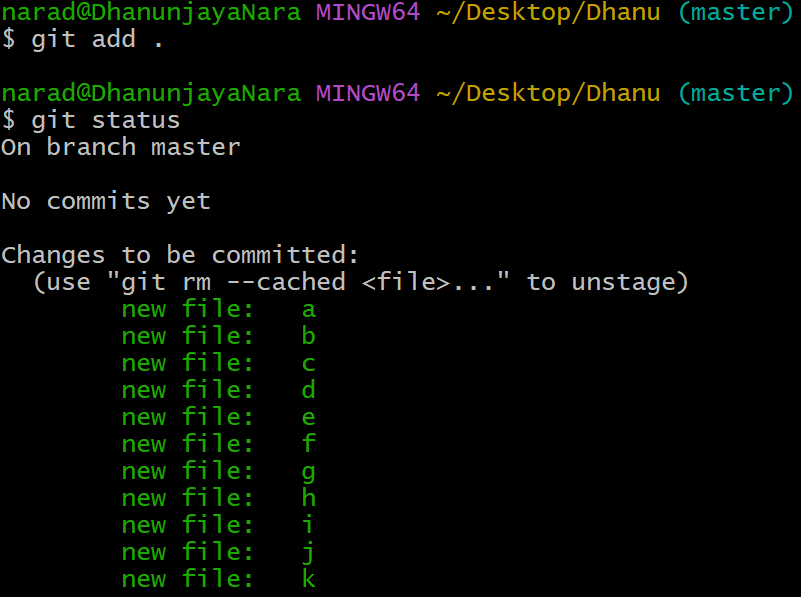 narad@DhanunjayaNara MINGW64 ~/Desktop/Dhanu (master)
$ git add .
narad@DhanunjayaNara MINGW64 ~/Desktop/Dhanu (master)
$ git status
On branch master
No commits yet
Changes to be committed:
(use "git rm --cached <file>..." to unstage)
new file: a
new file: b
new file: c
new file: d
new file: e
new file: f
new file: g
new file: h
new file: i
new file: j
new file: k